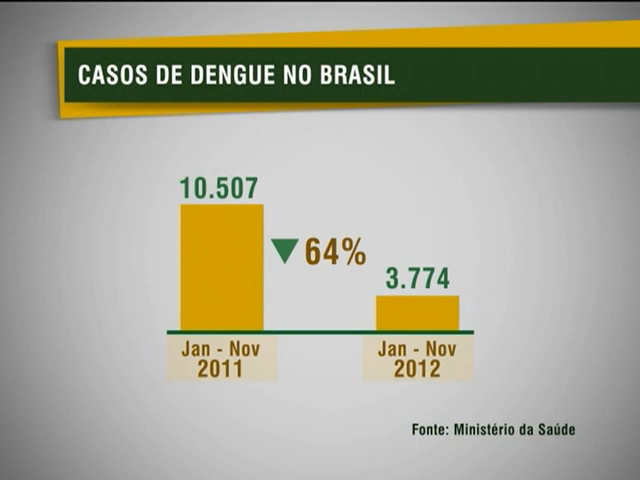 CASOS DE DENGUE NO BRASIL
10.507
64%
3.774
Jan - Nov
2011
Jan - Nov
2012
Fonte: Ministério da Saúde